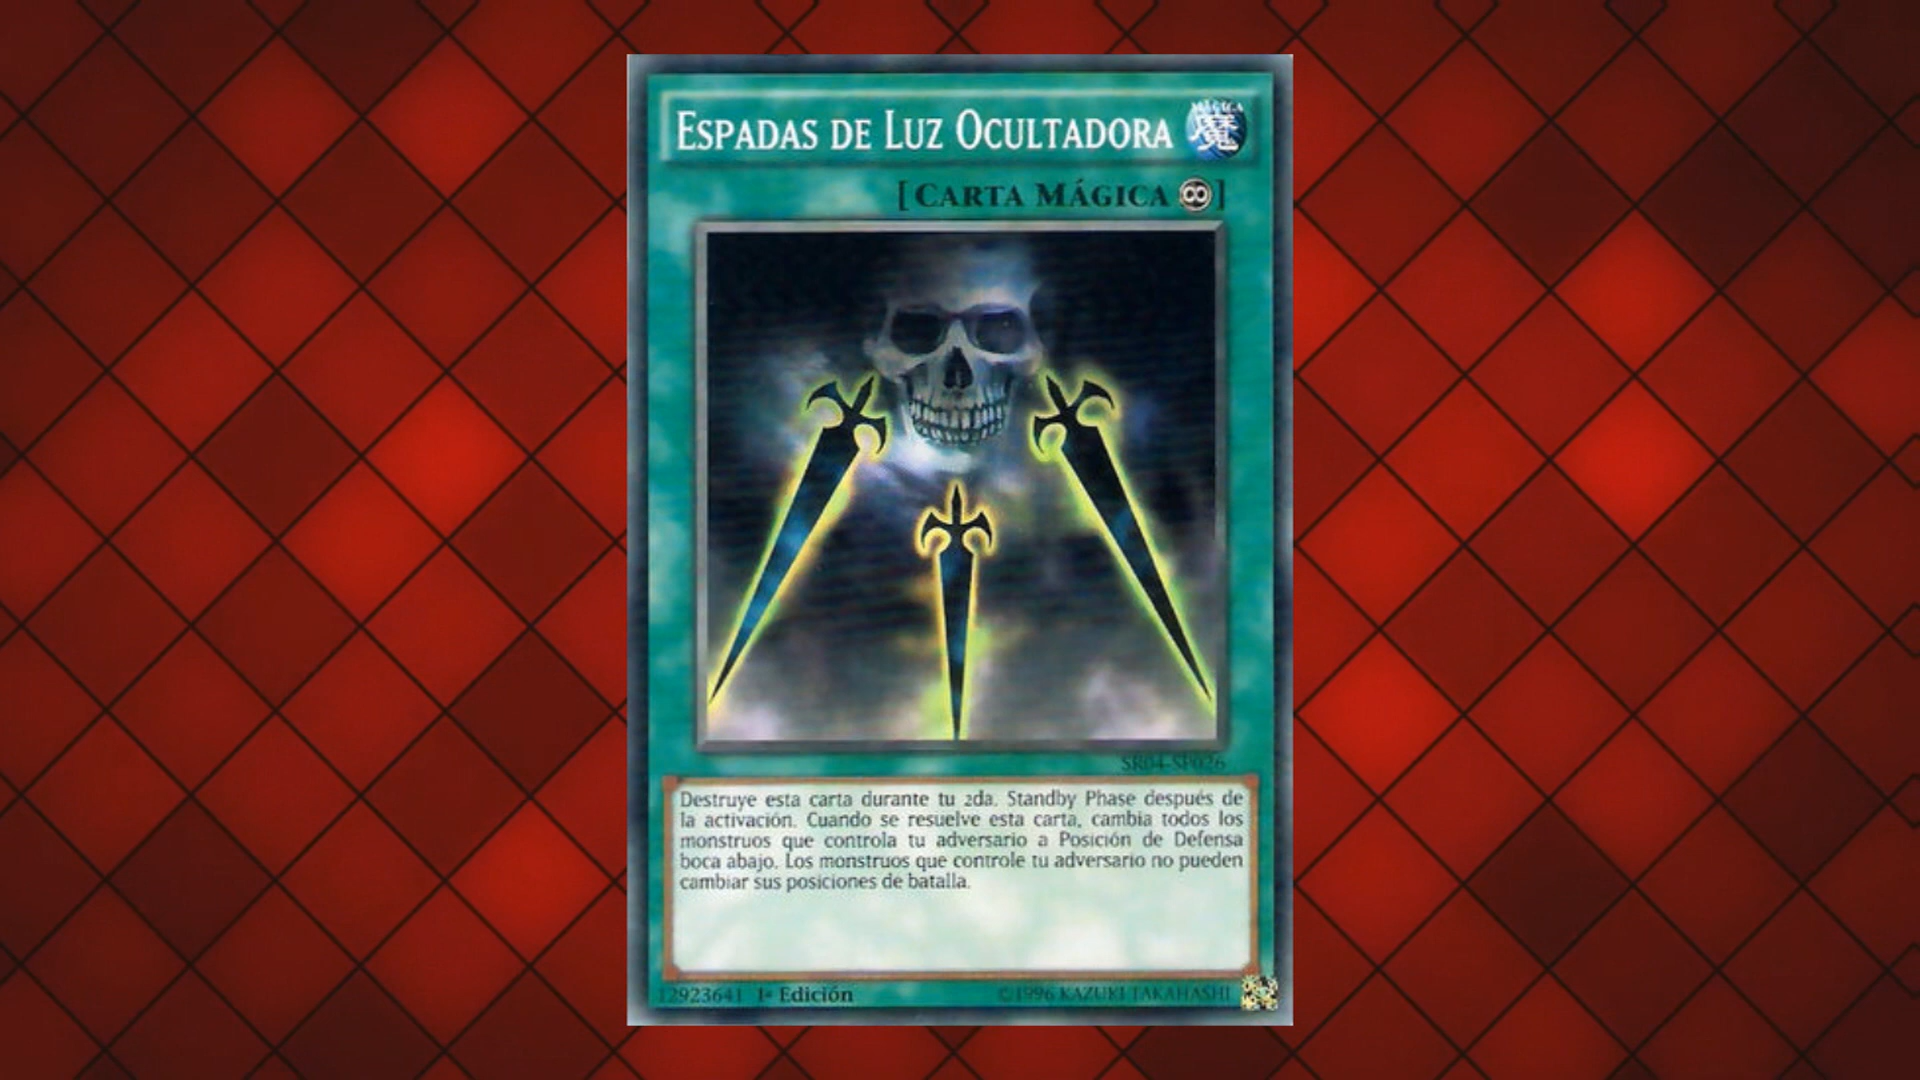 ESPADAS DE LUZ OCULTADORA
MÁGICA
魔
[CARTA MÁGICA ]
SR04-SP026
Destruye esta carta durante tu 2da. Standby Phase después de
la activación. Cuando se resuelve esta carta, cambia todos los
monstruos que controla tu adversario a Posición de Defensa
boca abajo. Los monstruos que controle tu adversario no pueden
cambiar sus posiciones de batalla.
12923641 1ª Edición ©1996 KAZUKI TAKAHASHI